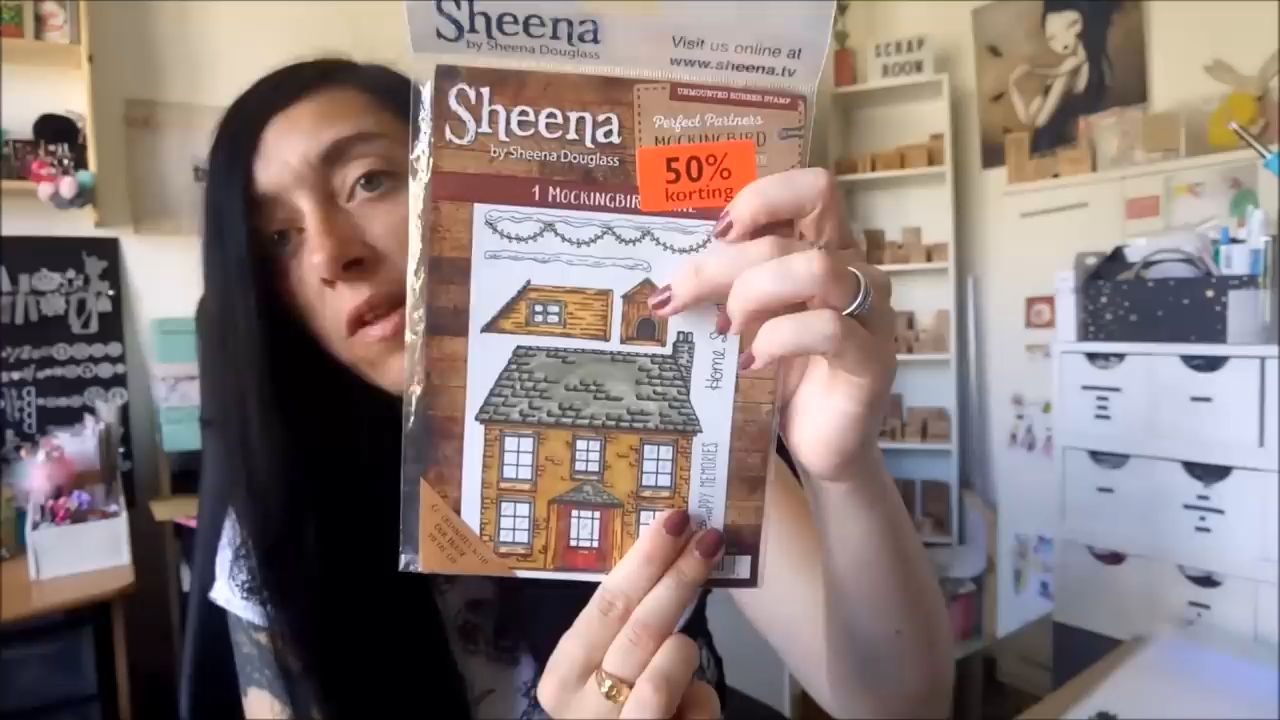 Sheena
by Sheena Douglass
Visit us online at
www.sheena.tv
SCRAP
ROOM
UNMOUNTED RUBBER STAMP
Sheena
by Sheena Douglass
Perfect Partners
MOCKINGBIRD
50%
korting
1 MOCKINGBIRD
Home
HAPPY MEMORIES